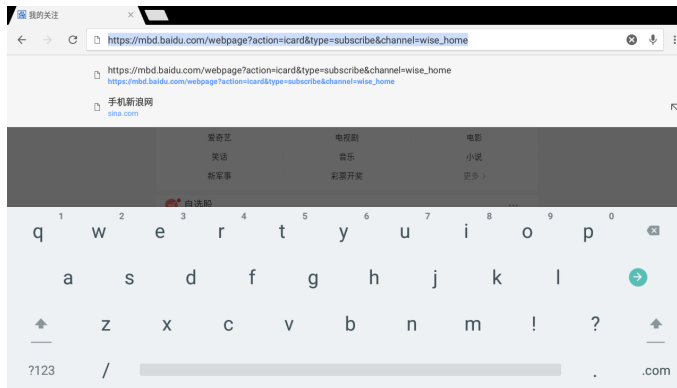 我的关注
https://mbd.baidu.com/webpage?action=icard&type=subscribe&channel=wise_home
https://mbd.baidu.com/webpage?action=icard&type=subscribe&channel=wise_home
https://mbd.baidu.com/webpage?action=icard&type=subscribe&channel=wise_home
手机新浪网
sina.com
爱奇艺 电视剧 电影
笑话 音乐 小说
新军事 彩票开奖 更多
自选股
1 2 3 4 5 6 7 8 9 0
q w e r t y u i o p
a s d f g h j k l
z x c v b n m ! ?
?123 / . .com